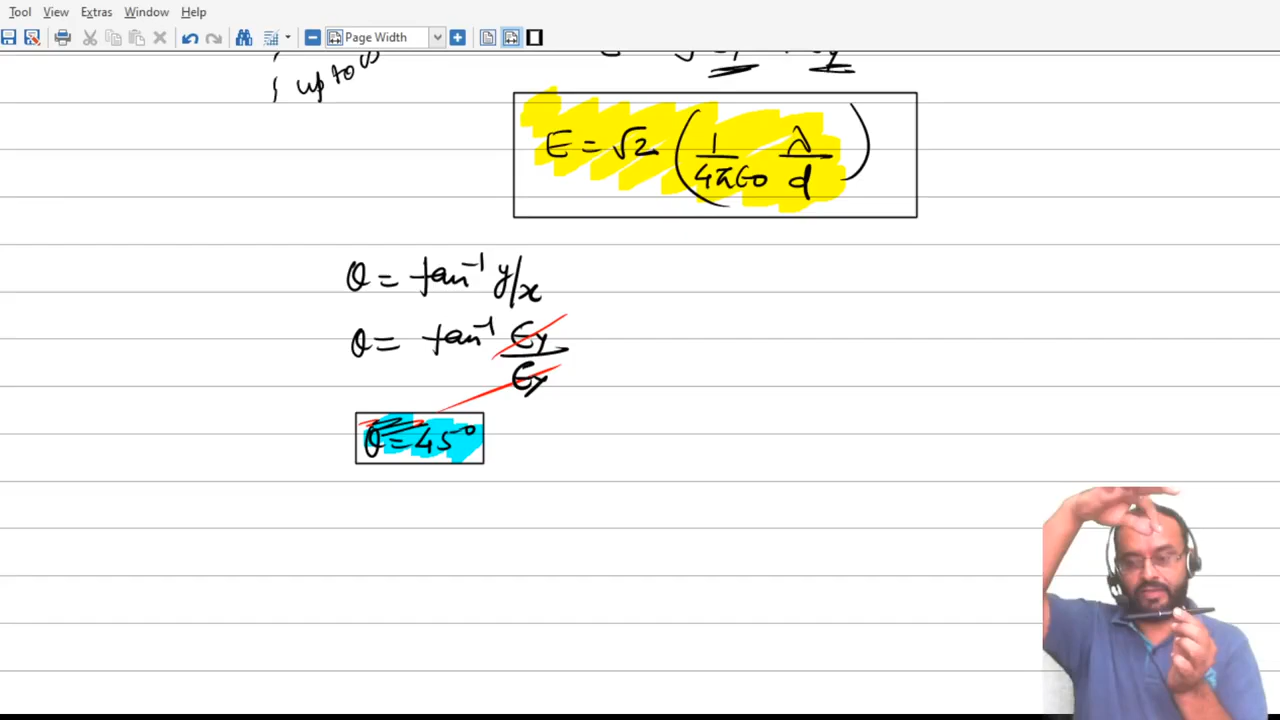 Tool View Extras Window Help
Page Width
up to ∞
E = √2 ( 1/4πϵ0 λ/d )
θ = tan⁻¹ y/x
θ = tan⁻¹ Ey/Ey
θ = 45°